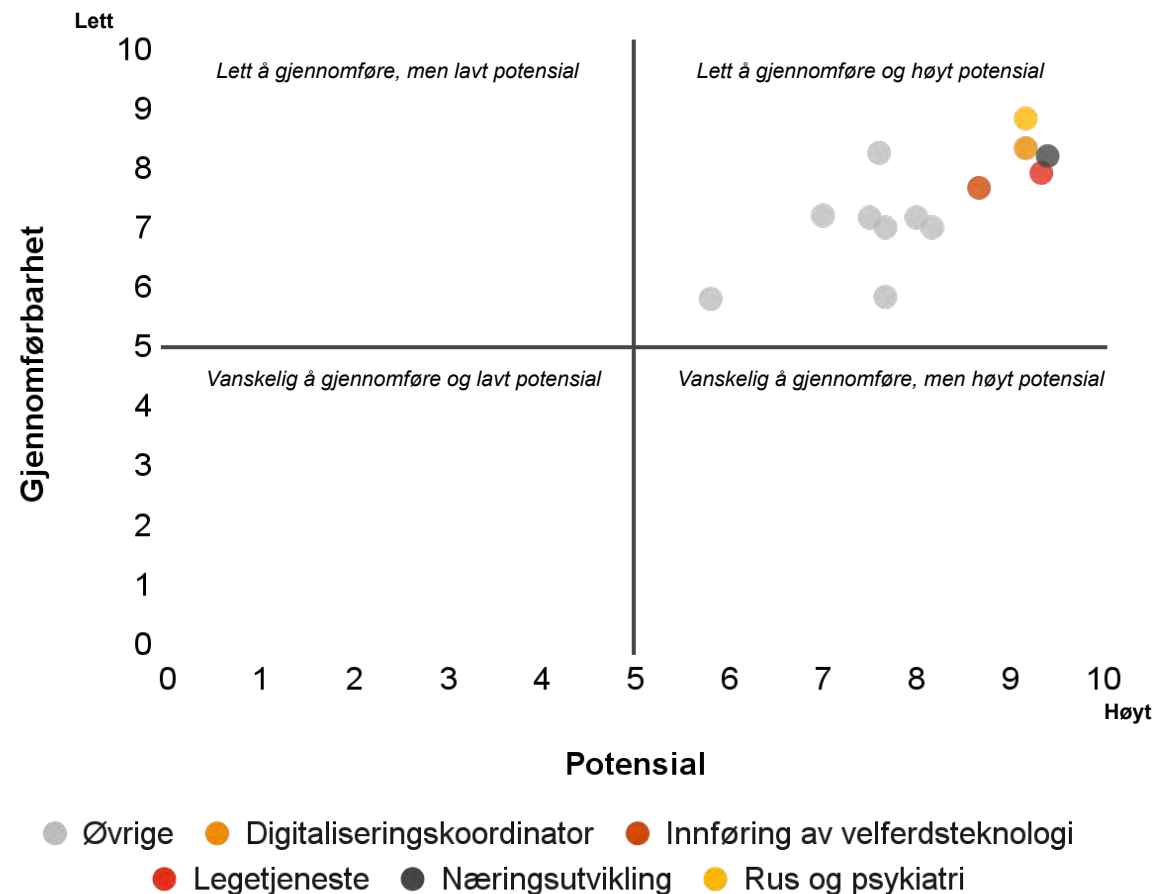 Lett
10
Lett å gjennomføre, men lavt potensial
Lett å gjennomføre og høyt potensial
9
8
7
6
5
Vanskelig å gjennomføre og lavt potensial
Vanskelig å gjennomføre, men høyt potensial
4
3
2
1
0
Gjennomførbarhet
0 1 2 3 4 5 6 7 8 9 10
Høyt
Potensial
Øvrige Digitaliseringskoordinator Innføring av velferdsteknologi
Legetjeneste Næringsutvikling Rus og psykiatri